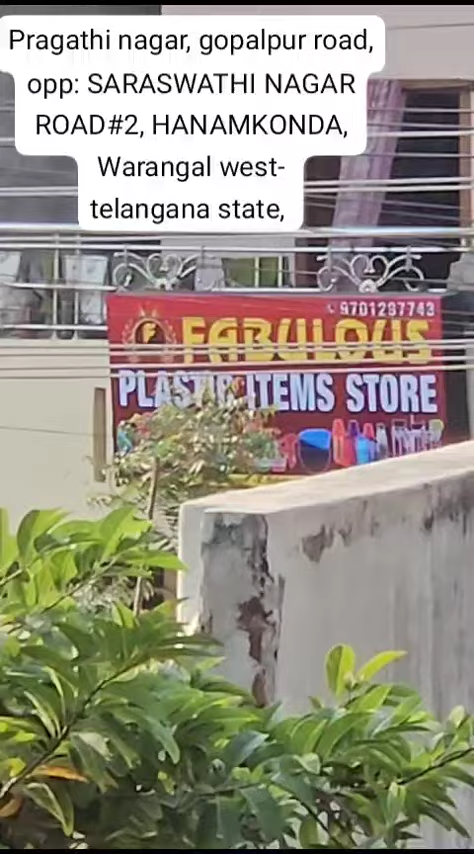 Pragathi nagar, gopalpur road,
opp: SARASWATHI NAGAR
ROAD#2, HANAMKONDA,
Warangal west-
telangana state,
9701297743
F FABULOUS
PLASTIC ITEMS STORE